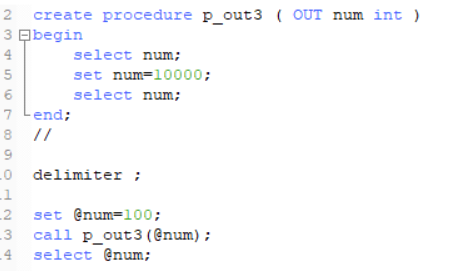 2 create procedure p_out3 ( OUT num int )
3 begin
4 select num;
5 set num=10000;
6 select num;
7 end;
8 //
9
0 delimiter ;
1
2 set @num=100;
3 call p_out3(@num);
4 select @num;